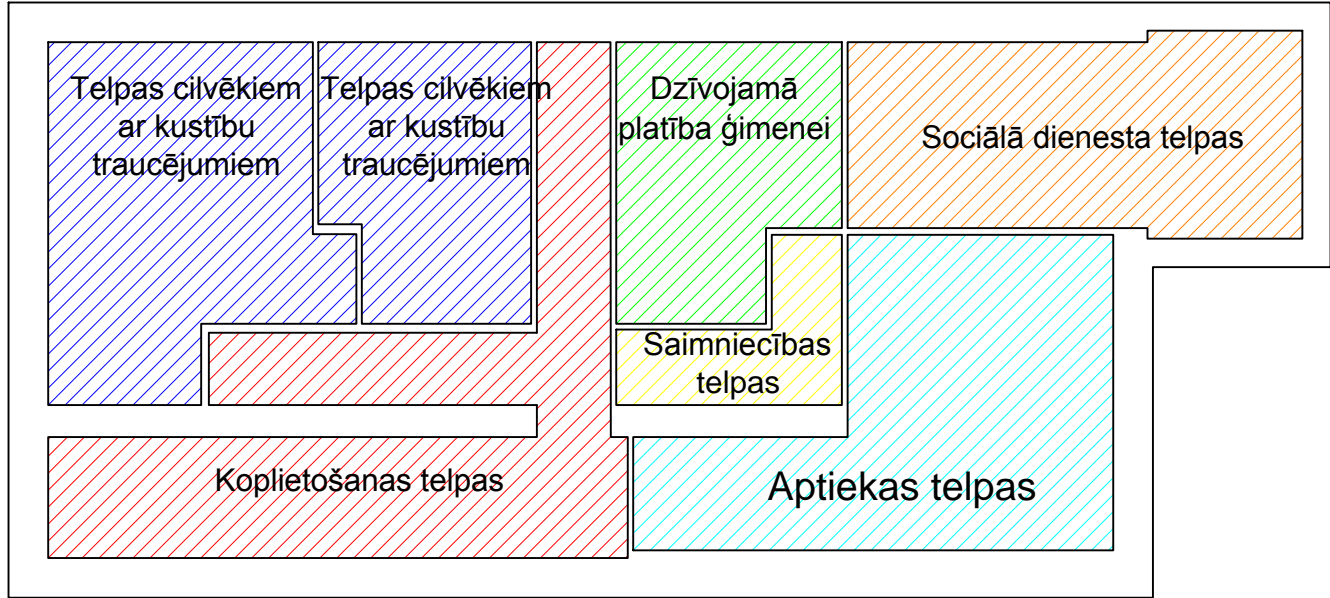 Telpas cilvēkiem
ar kustību
traucējumiem
Telpas cilvēkiem
ar kustību
traucējumiem
Dzīvojamā
platība ģimenei
Sociālā dienesta telpas
Saimniecības
telpas
Koplietošanas telpas
Aptiekas telpas